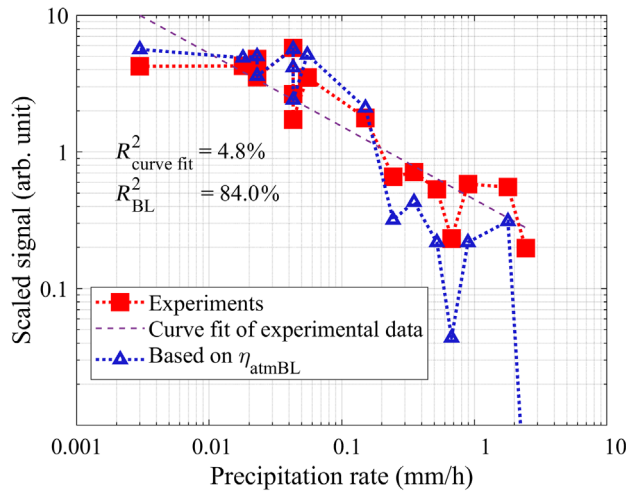 10
1
0.1
Scaled signal (arb. unit)
R²curve fit = 4.8%
R²BL = 84.0%
Experiments
Curve fit of experimental data
Based on ηatmBL
0.001 0.01 0.1 1 10
Precipitation rate (mm/h)